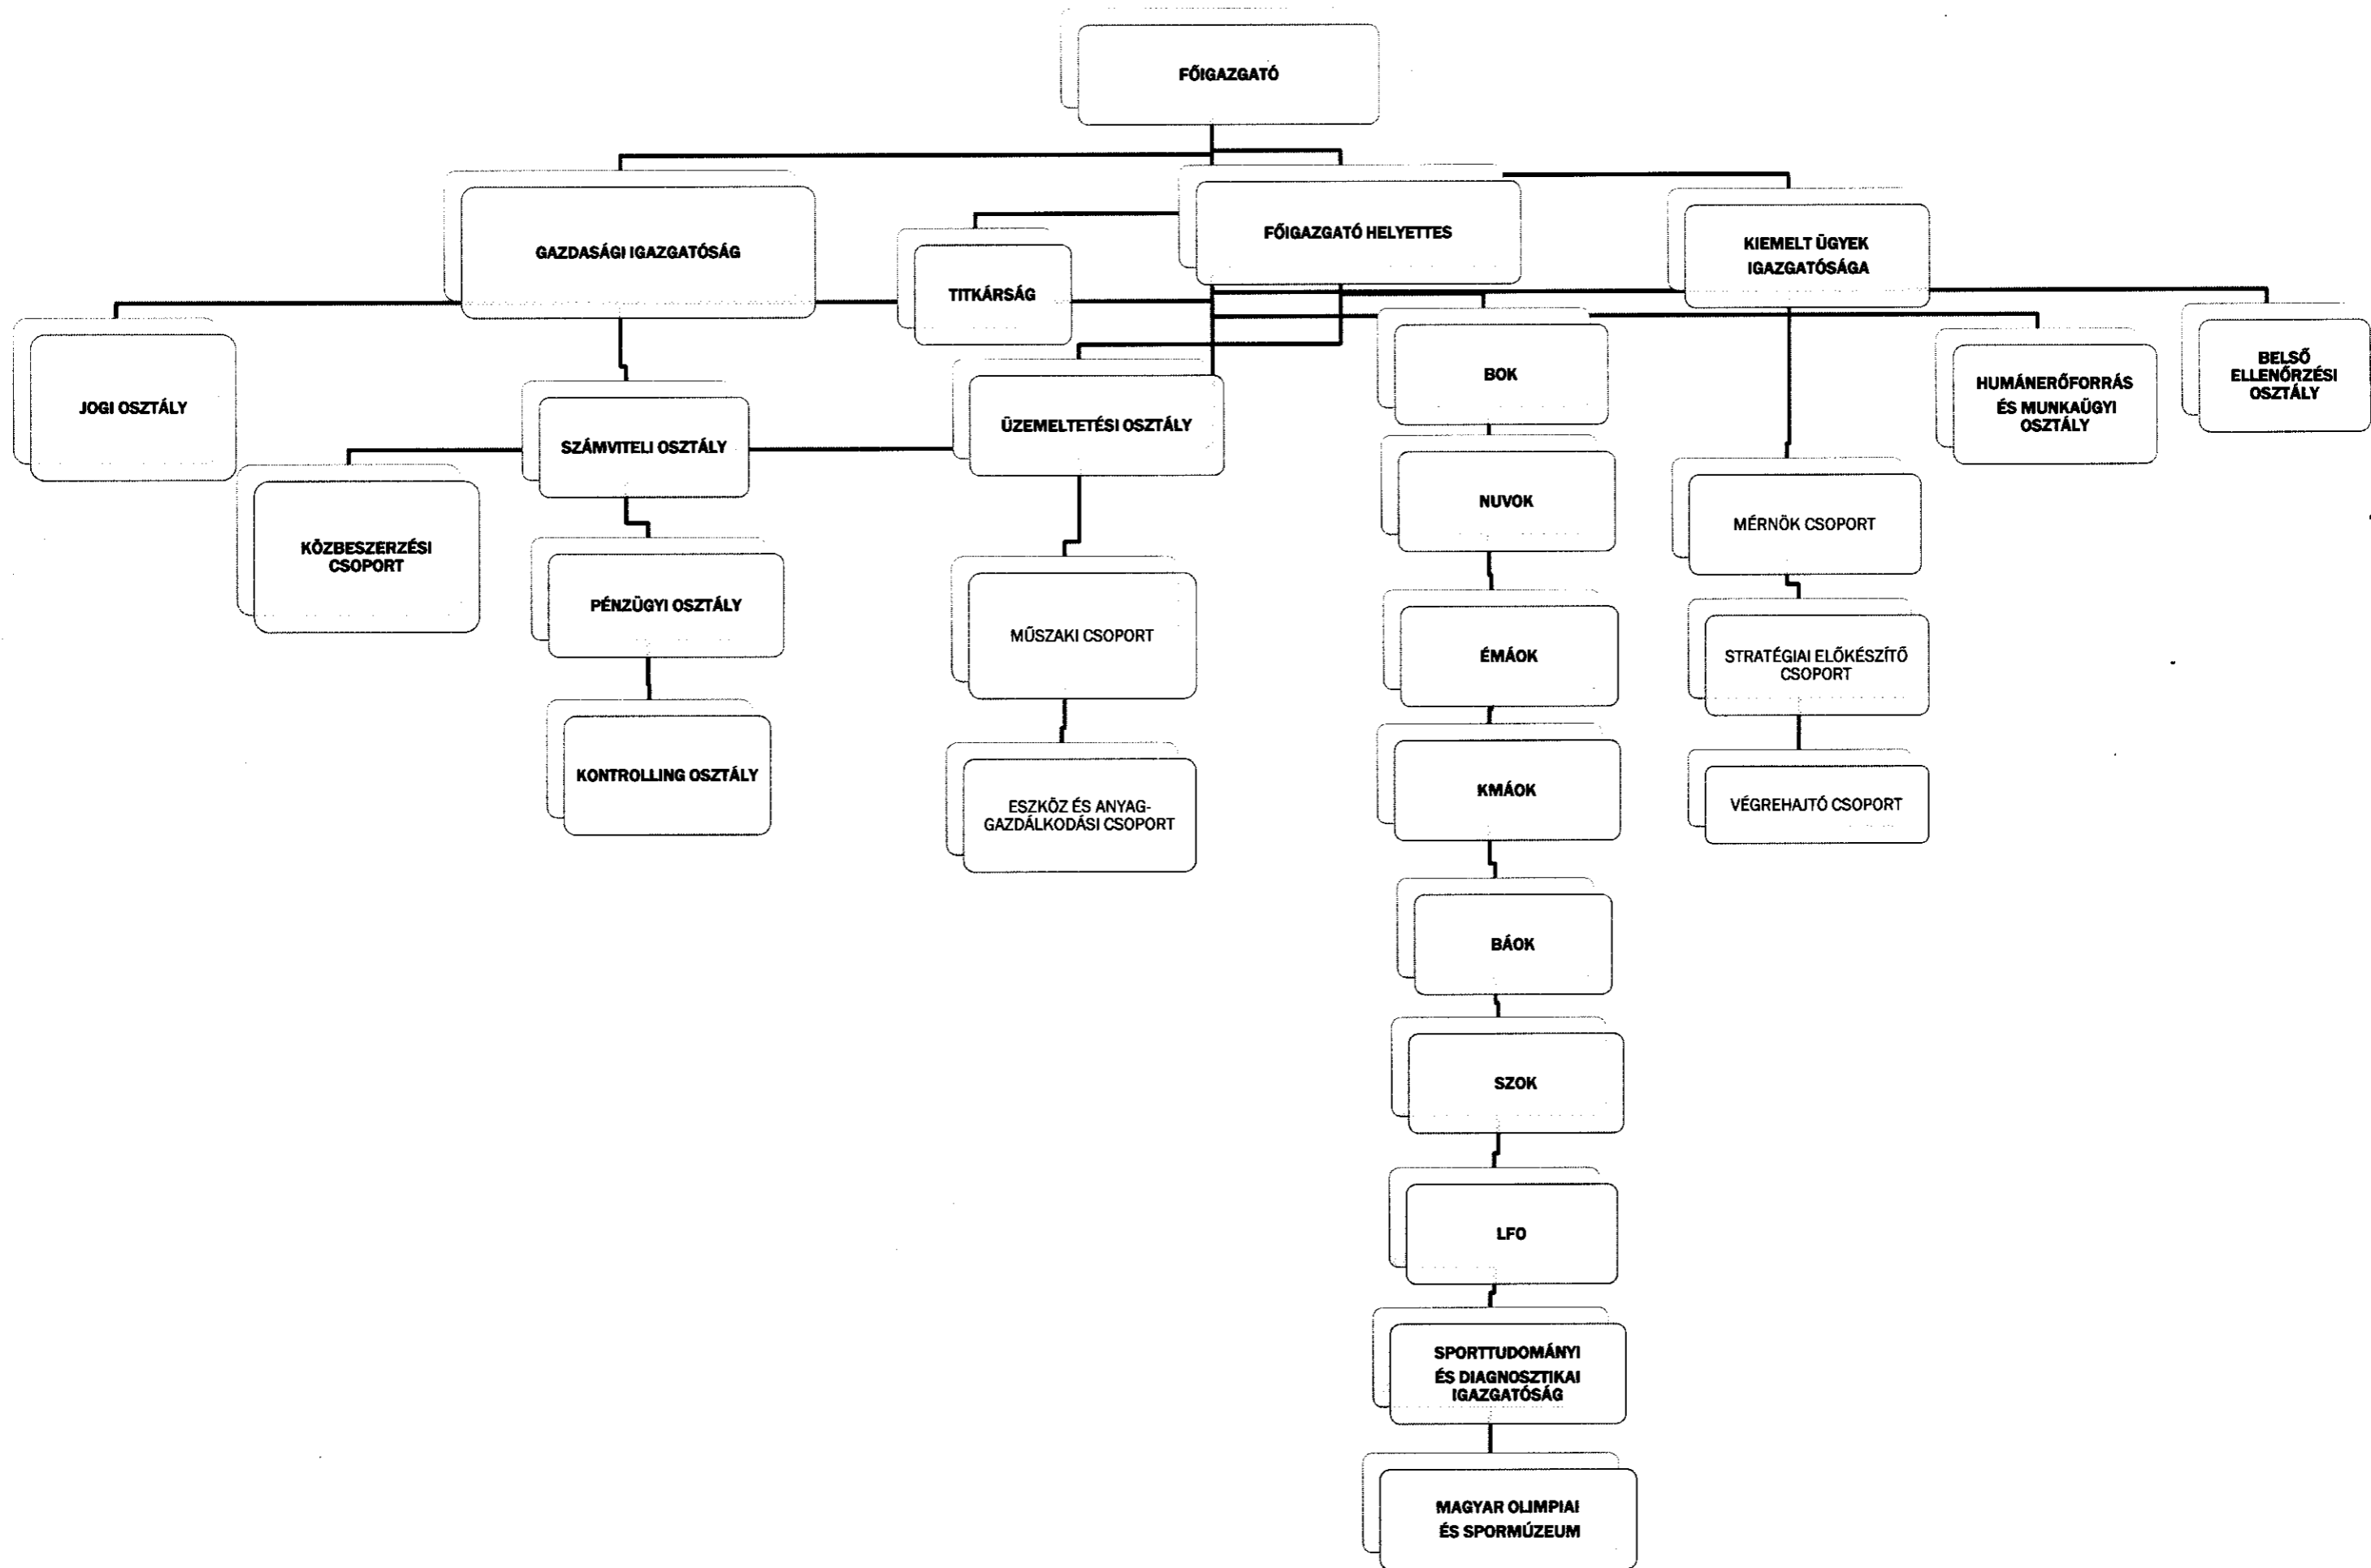 FŐIGAZGATÓ
GAZDASÁGI IGAZGATÓSÁG
TITKÁRSÁG
FŐIGAZGATÓ HELYETTES
KIEMELT ÜGYEK
IGAZGATÓSÁGA
JOGI OSZTÁLY
KÖZBESZERZÉSI
CSOPORT
SZÁMVITELI OSZTÁLY
PÉNZÜGYI OSZTÁLY
KONTROLLING OSZTÁLY
ÜZEMELTETÉSI OSZTÁLY
MŰSZAKI CSOPORT
ESZKÖZ ÉS ANYAG-
GAZDÁLKODÁSI CSOPORT
BOK
NUVOK
ÉMÁOK
KMÁOK
BÁOK
SZOK
LFO
SPORTTUDOMÁNYI
ÉS DIAGNOSZTIKAI
IGAZGATÓSÁG
MAGYAR OLIMPIAI
ÉS SPORMÚZEUM
MÉRNÖK CSOPORT
STRATÉGIAI ELŐKÉSZÍTŐ
CSOPORT
VÉGREHAJTÓ CSOPORT
HUMÁNERŐFORRÁS
ÉS MUNKAÜGYI
OSZTÁLY
BELSŐ
ELLENŐRZÉSI
OSZTÁLY